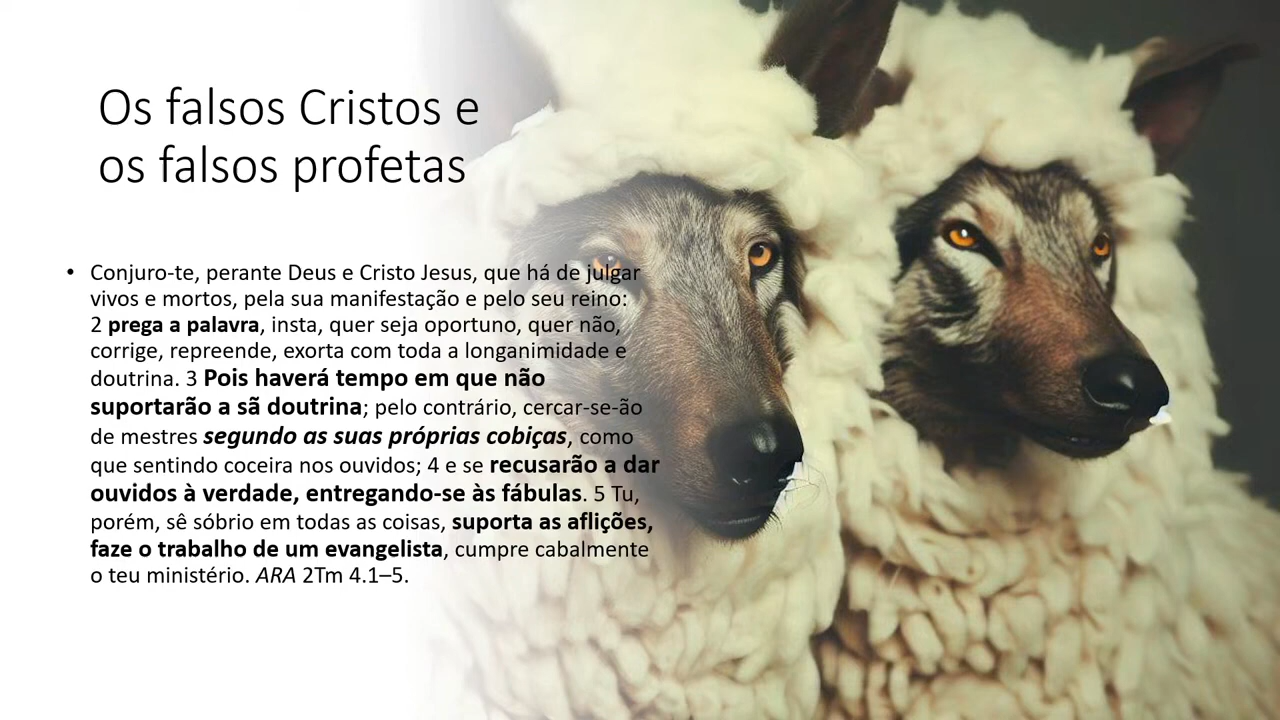 Os falsos Cristos e
os falsos profetas
• Conjuro-te, perante Deus e Cristo Jesus, que há de julgar
vivos e mortos, pela sua manifestação e pelo seu reino:
2 prega a palavra, insta, quer seja oportuno, quer não,
corrige, repreende, exorta com toda a longanimidade e
doutrina. 3 Pois haverá tempo em que não
suportarão a sã doutrina; pelo contrário, cercar-se-ão
de mestres segundo as suas próprias cobiças, como
que sentindo coceira nos ouvidos; 4 e se recusarão a dar
ouvidos à verdade, entregando-se às fábulas. 5 Tu,
porém, sê sóbrio em todas as coisas, suporta as aflições,
faze o trabalho de um evangelista, cumpre cabalmente
o teu ministério. ARA 2Tm 4.1–5.